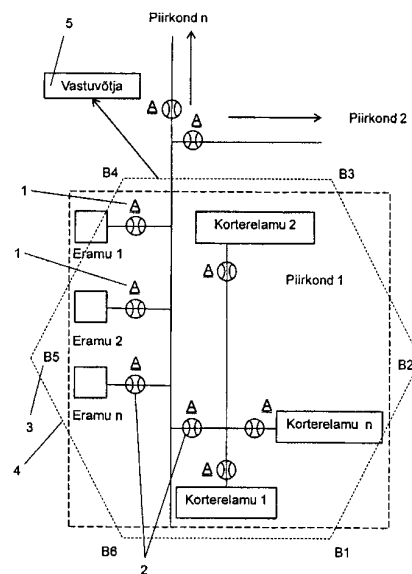 Piirkond n
5
Vastuvõtja
Piirkond 2
B4
B3
1
Korterelamu 2
Eramu 1
1
Piirkond 1
Eramu 2
B5
B2
3
Eramu n
Korterelamu n
4
Korterelamu 1
B6
B1
2